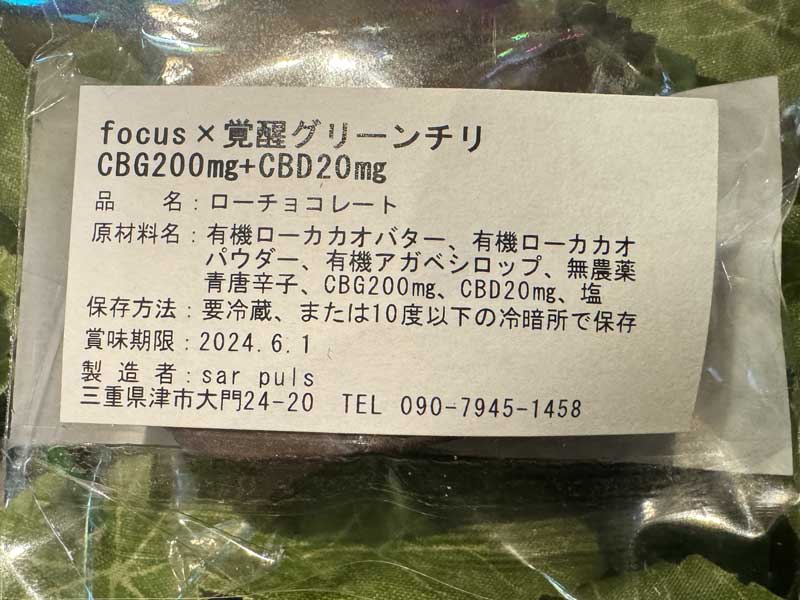 focus×覚醒グリーンチリ
CBG200mg+CBD20mg
品　　名：ローチョコレート
原材料名：有機ローカカオバター、有機ローカカオ
パウダー、有機アガベシロップ、無農薬
青唐辛子、CBG200mg、CBD20mg、塩
保存方法：要冷蔵、または10度以下の冷暗所で保存
賞味期限：2024.6.1
製 造 者：sar puls
三重県津市大門24-20　TEL 090-7945-1458